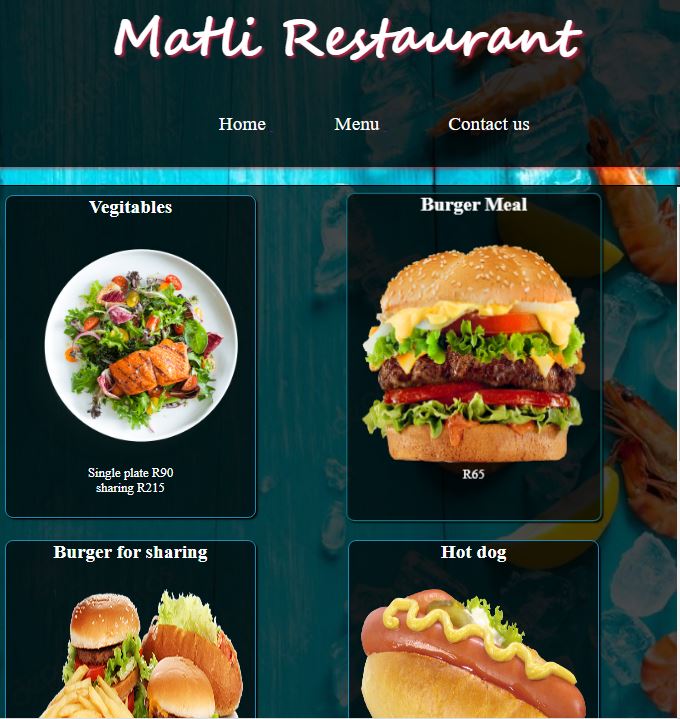 Matli Restaurant
Home Menu Contact us
Vegitables
Single plate R90
sharing R215
Burger Meal
R65
Burger for sharing
Hot dog